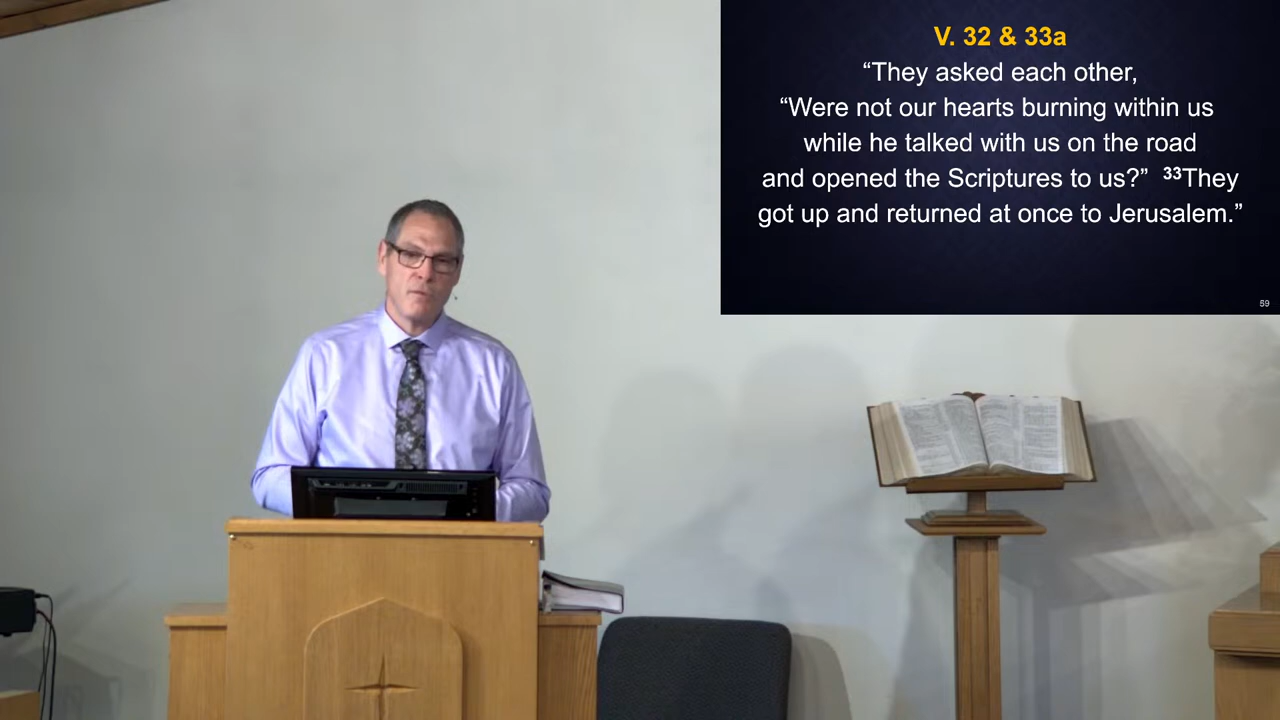 V. 32 & 33a
“They asked each other,
“Were not our hearts burning within us
while he talked with us on the road
and opened the Scriptures to us?” ³³They
got up and returned at once to Jerusalem.”
59